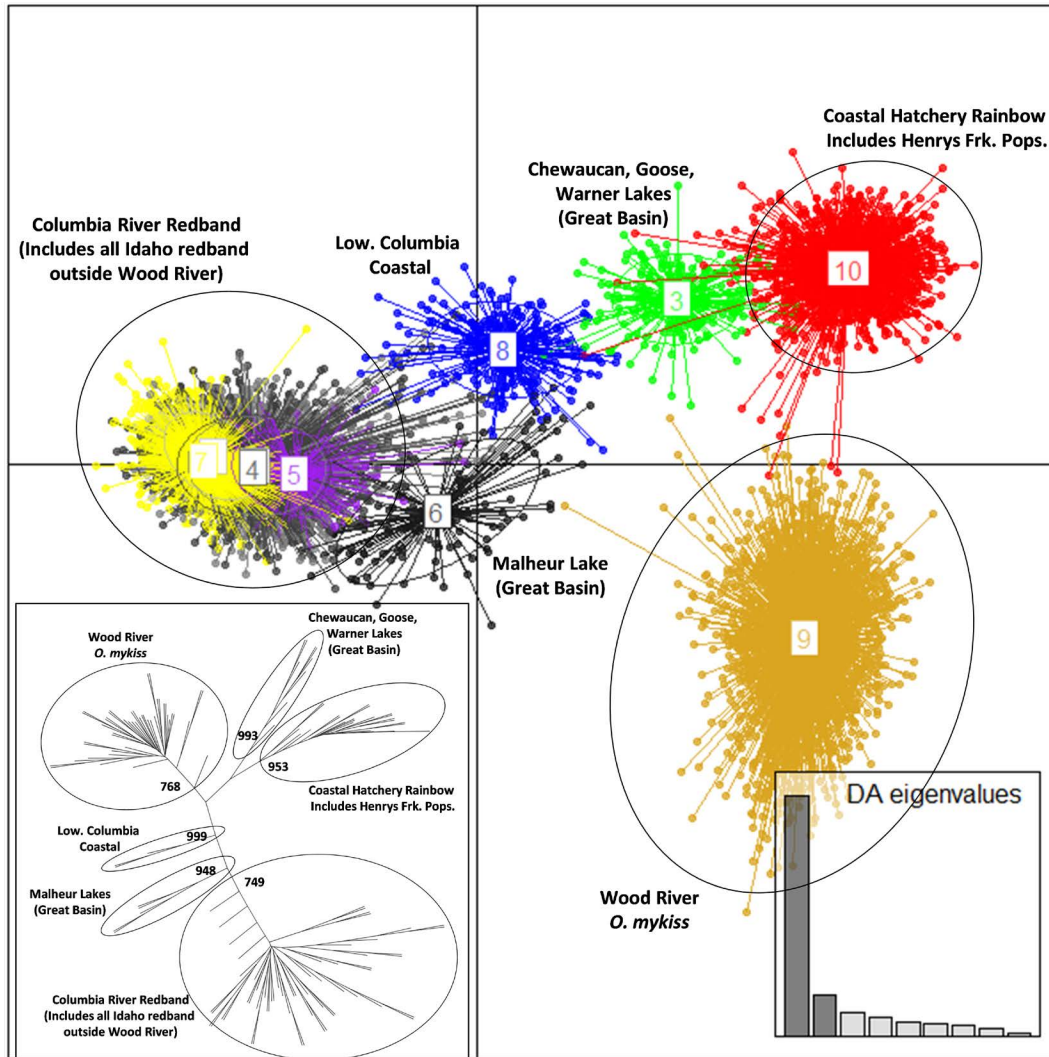 Coastal Hatchery Rainbow
Includes Henrys Frk. Pops.
Chewaucan, Goose,
Warner Lakes
(Great Basin)
Columbia River Redband
(Includes all Idaho redband
outside Wood River)
Low. Columbia
Coastal
10
3
8
7
4
5
6
Malheur Lake
(Great Basin)
9
Wood River
O. mykiss
Chewaucan, Goose,
Warner Lakes
(Great Basin)
Wood River
O. mykiss
993
953
768
Coastal Hatchery Rainbow
Includes Henrys Frk. Pops.
Low. Columbia
Coastal
999
948
749
Malheur Lakes
(Great Basin)
Columbia River Redband
(Includes all Idaho redband
outside Wood River)
DA eigenvalues